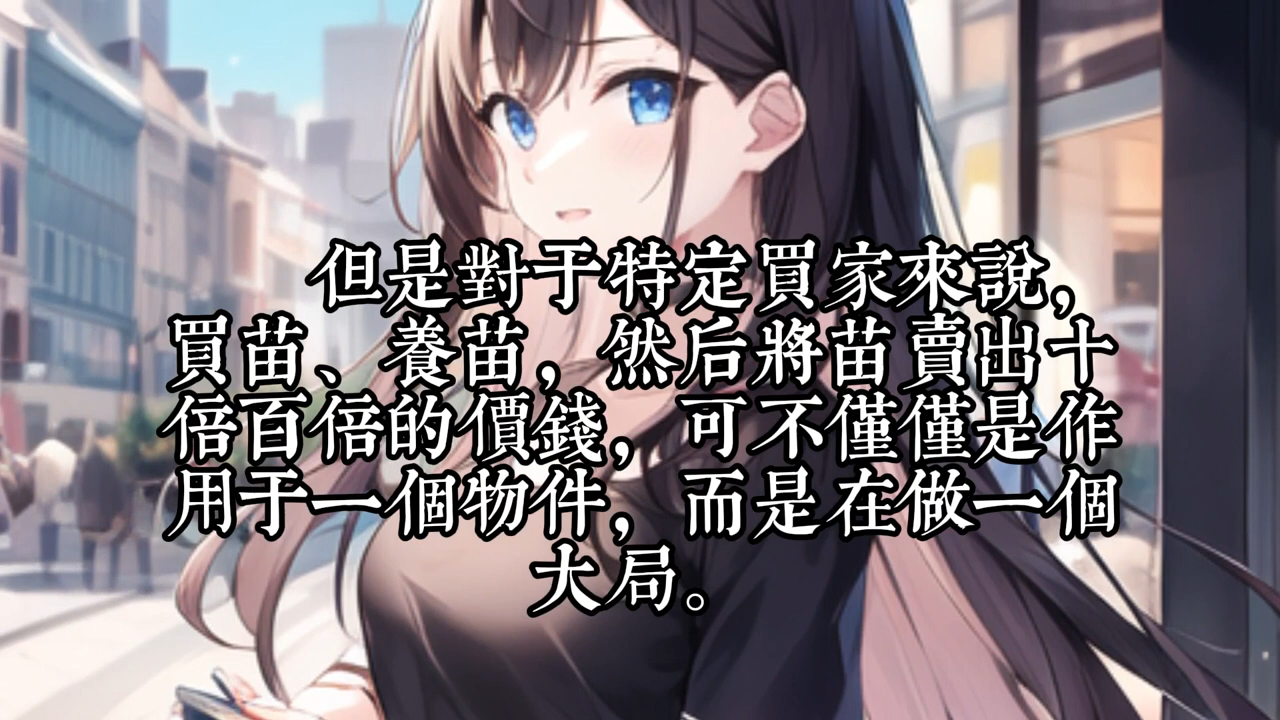 但是對于特定買家來說，
買苗、養苗，然后將苗賣出十
倍百倍的價錢，可不僅僅是作
用于一個物件，而是在做一個
大局。